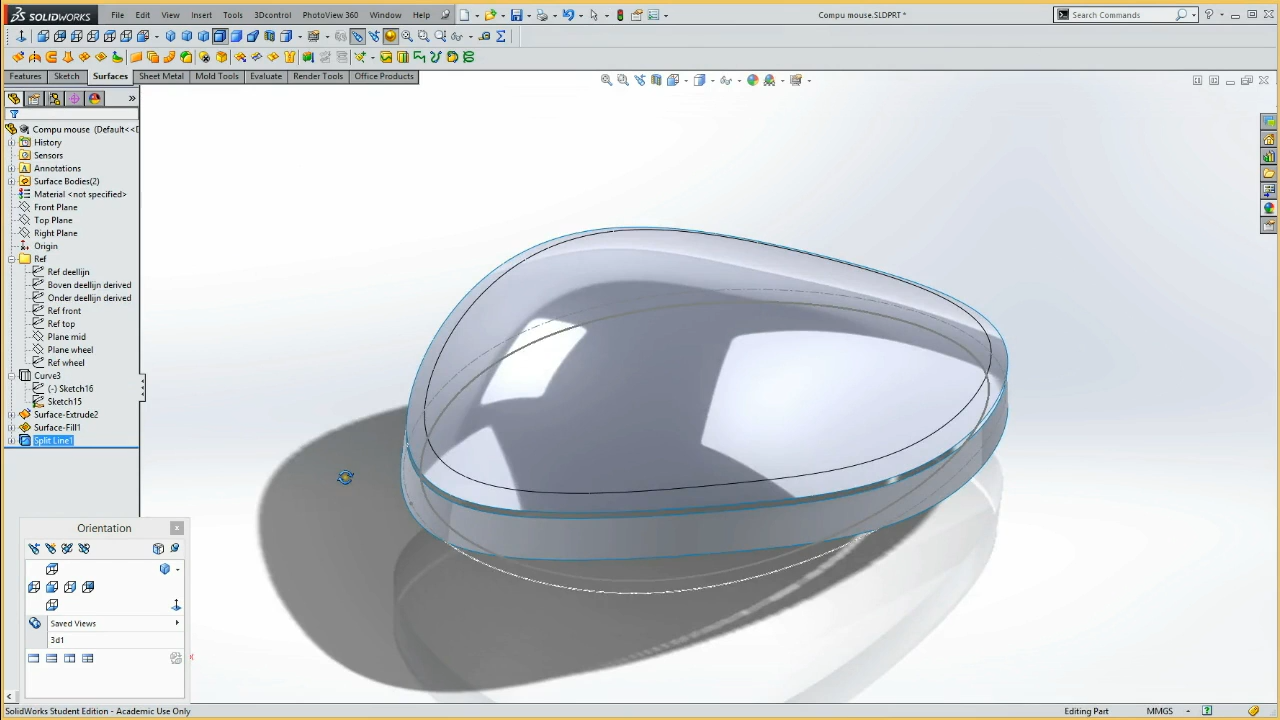 SOLIDWORKS File Edit View Insert Tools 3Dcontrol PhotoView 360 Window Help Compu mouse.SLDPRT * Search Commands
Features Sketch Surfaces Sheet Metal Mold Tools Evaluate Render Tools Office Products
Compu mouse (Default<<D
History
Sensors
Annotations
Surface Bodies(2)
Material <not specified>
Front Plane
Top Plane
Right Plane
Origin
Ref
Ref deellijn
Boven deellijn derived
Onder deellijn derived
Ref front
Ref top
Plane mid
Plane wheel
Ref wheel
Curve3
(-) Sketch16
Sketch15
Surface-Extrude2
Surface-Fill1
Split Line1
Orientation
Saved Views
3d1
SolidWorks Student Edition - Academic Use Only Editing Part MMGS